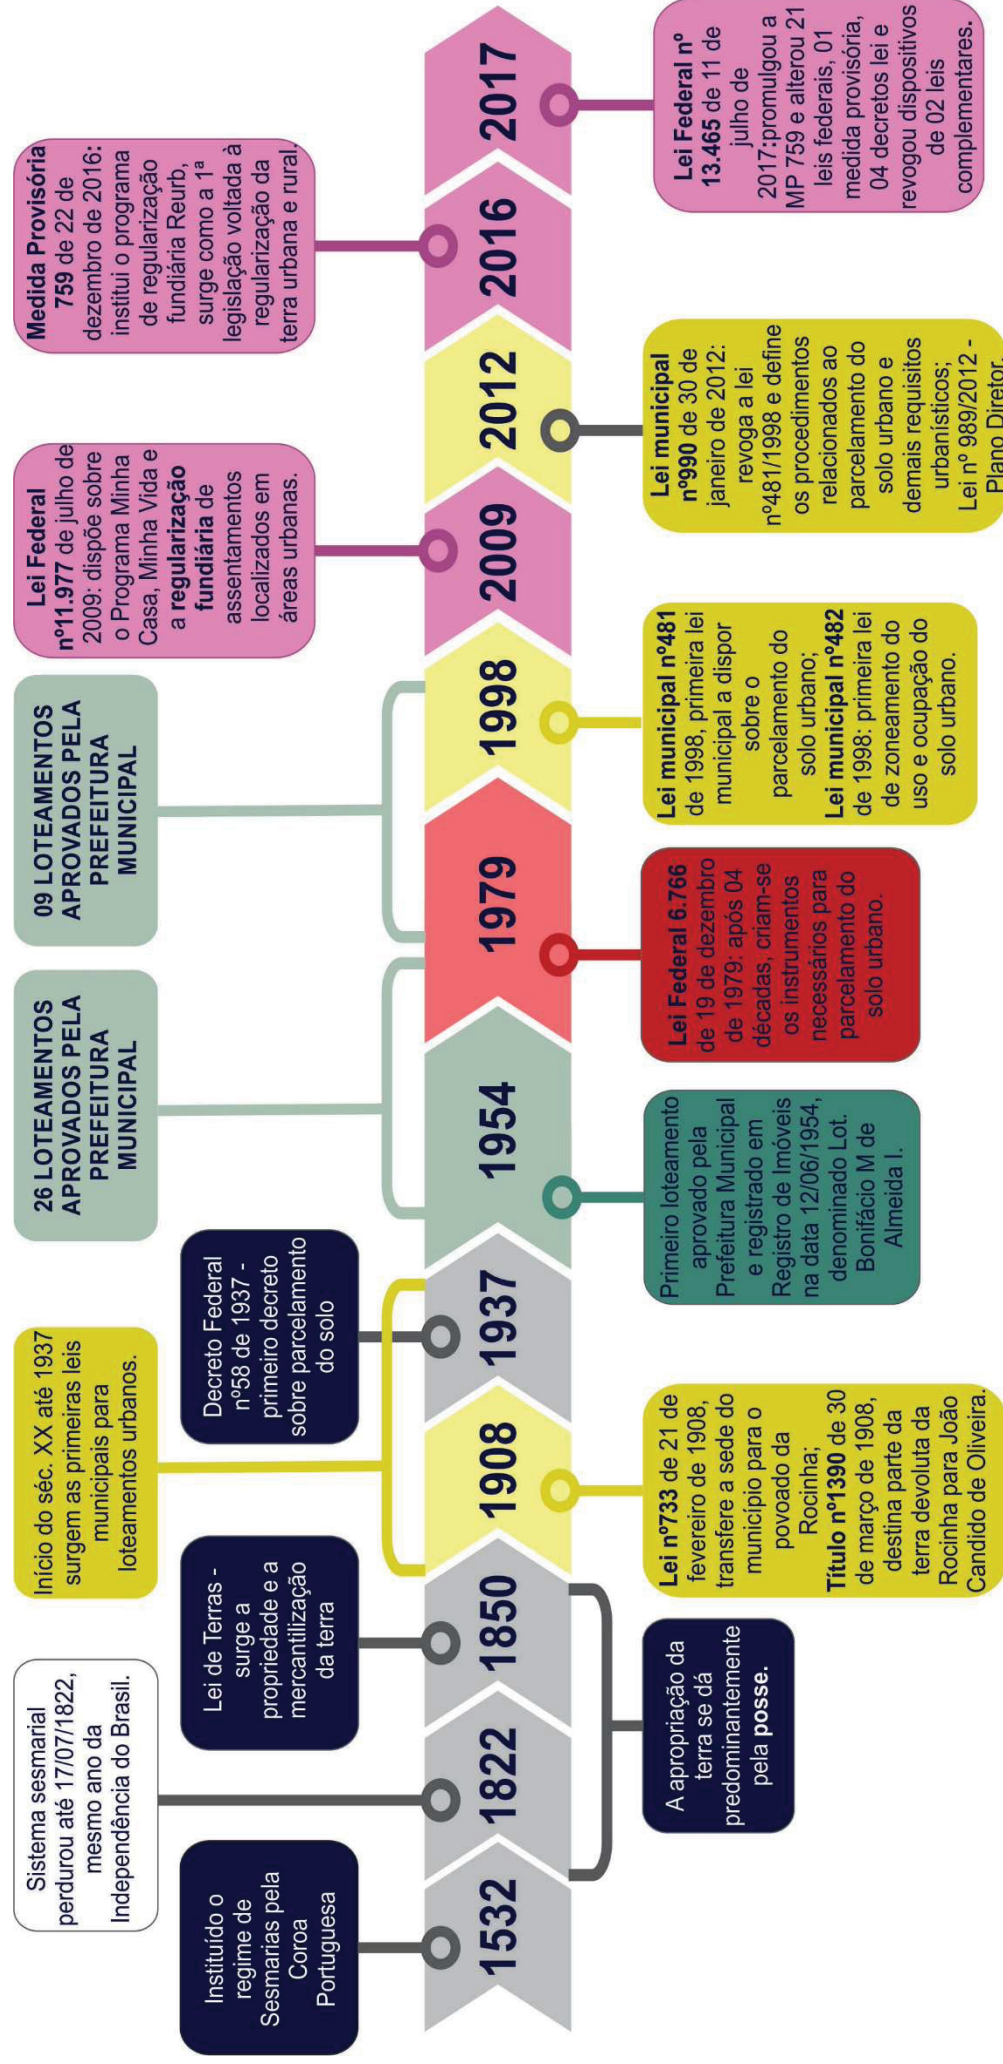 Instituído o
regime de
Sesmarias pela
Coroa
Portuguesa
Sistema sesmarial
perdurou até 17/07/1822,
mesmo ano da
Independência do Brasil.
Lei de Terras -
surge a
propriedade e a
mercantilização
da terra
Início do séc. XX até 1937
surgem as primeiras leis
municipais para
loteamentos urbanos.
Decreto Federal
nº58 de 1937 -
primeiro decreto
sobre parcelamento
do solo
26 LOTEAMENTOS
APROVADOS PELA
PREFEITURA
MUNICIPAL
09 LOTEAMENTOS
APROVADOS PELA
PREFEITURA
MUNICIPAL
Lei Federal
nº11.977 de julho de
2009: dispõe sobre
o Programa Minha
Casa, Minha Vida e
a regularização
fundiária de
assentamentos
localizados em
áreas urbanas.
Medida Provisória
759 de 22 de
dezembro de 2016:
institui o programa
de regularização
fundiária Reurb,
surge como a 1ª
legislação voltada à
regularização da
terra urbana e rural.
1532
1822
1850
1908
1937
1954
1979
1998
2009
2012
2016
2017
A apropriação da
terra se dá
predominantemente
pela posse.
Lei nº733 de 21 de
fevereiro de 1908,
transfere a sede do
município para o
povoado da
Rocinha;
Título nº1390 de 30
de março de 1908,
destina parte da
terra devoluta da
Rocinha para João
Candido de Oliveira.
Primeiro loteamento
aprovado pela
Prefeitura Municipal
e registrado em
Registro de Imóveis
na data 12/06/1954,
denominado Lot.
Bonifácio M de
Almeida I.
Lei Federal 6.766
de 19 de dezembro
de 1979: após 04
décadas, criam-se
os instrumentos
necessários para
parcelamento do
solo urbano.
Lei municipal nº481
de 1998, primeira lei
municipal a dispor
sobre o
parcelamento do
solo urbano;
Lei municipal nº482
de 1998: primeira lei
de zoneamento do
uso e ocupação do
solo urbano.
Lei municipal
nº990 de 30 de
janeiro de 2012:
revoga a lei
nº481/1998 e define
os procedimentos
relacionados ao
parcelamento do
solo urbano e
demais requisitos
urbanísticos;
Lei nº 989/2012 -
Plano Diretor.
Lei Federal nº
13.465 de 11 de
julho de
2017:promulgou a
MP 759 e alterou 21
leis federais, 01
medida provisória,
04 decretos lei e
revogou dispositivos
de 02 leis
complementares.